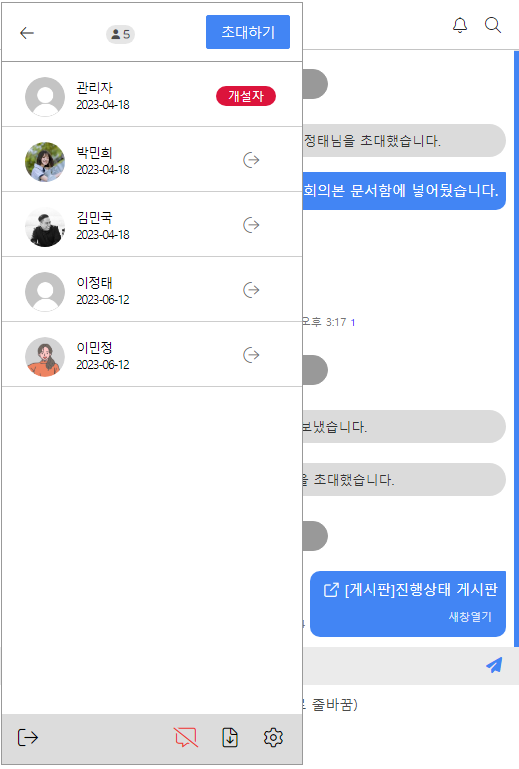 5
초대하기
관리자
2023-04-18
개설자
박민희
2023-04-18
김민국
2023-04-18
이정태
2023-06-12
이민정
2023-06-12
정태님을 초대했습니다.
회의본 문서함에 넣어뒀습니다.
오후 3:17 1
보냈습니다.
을 초대했습니다.
[게시판]진행상태 게시판
새창열기
줄바꿈)